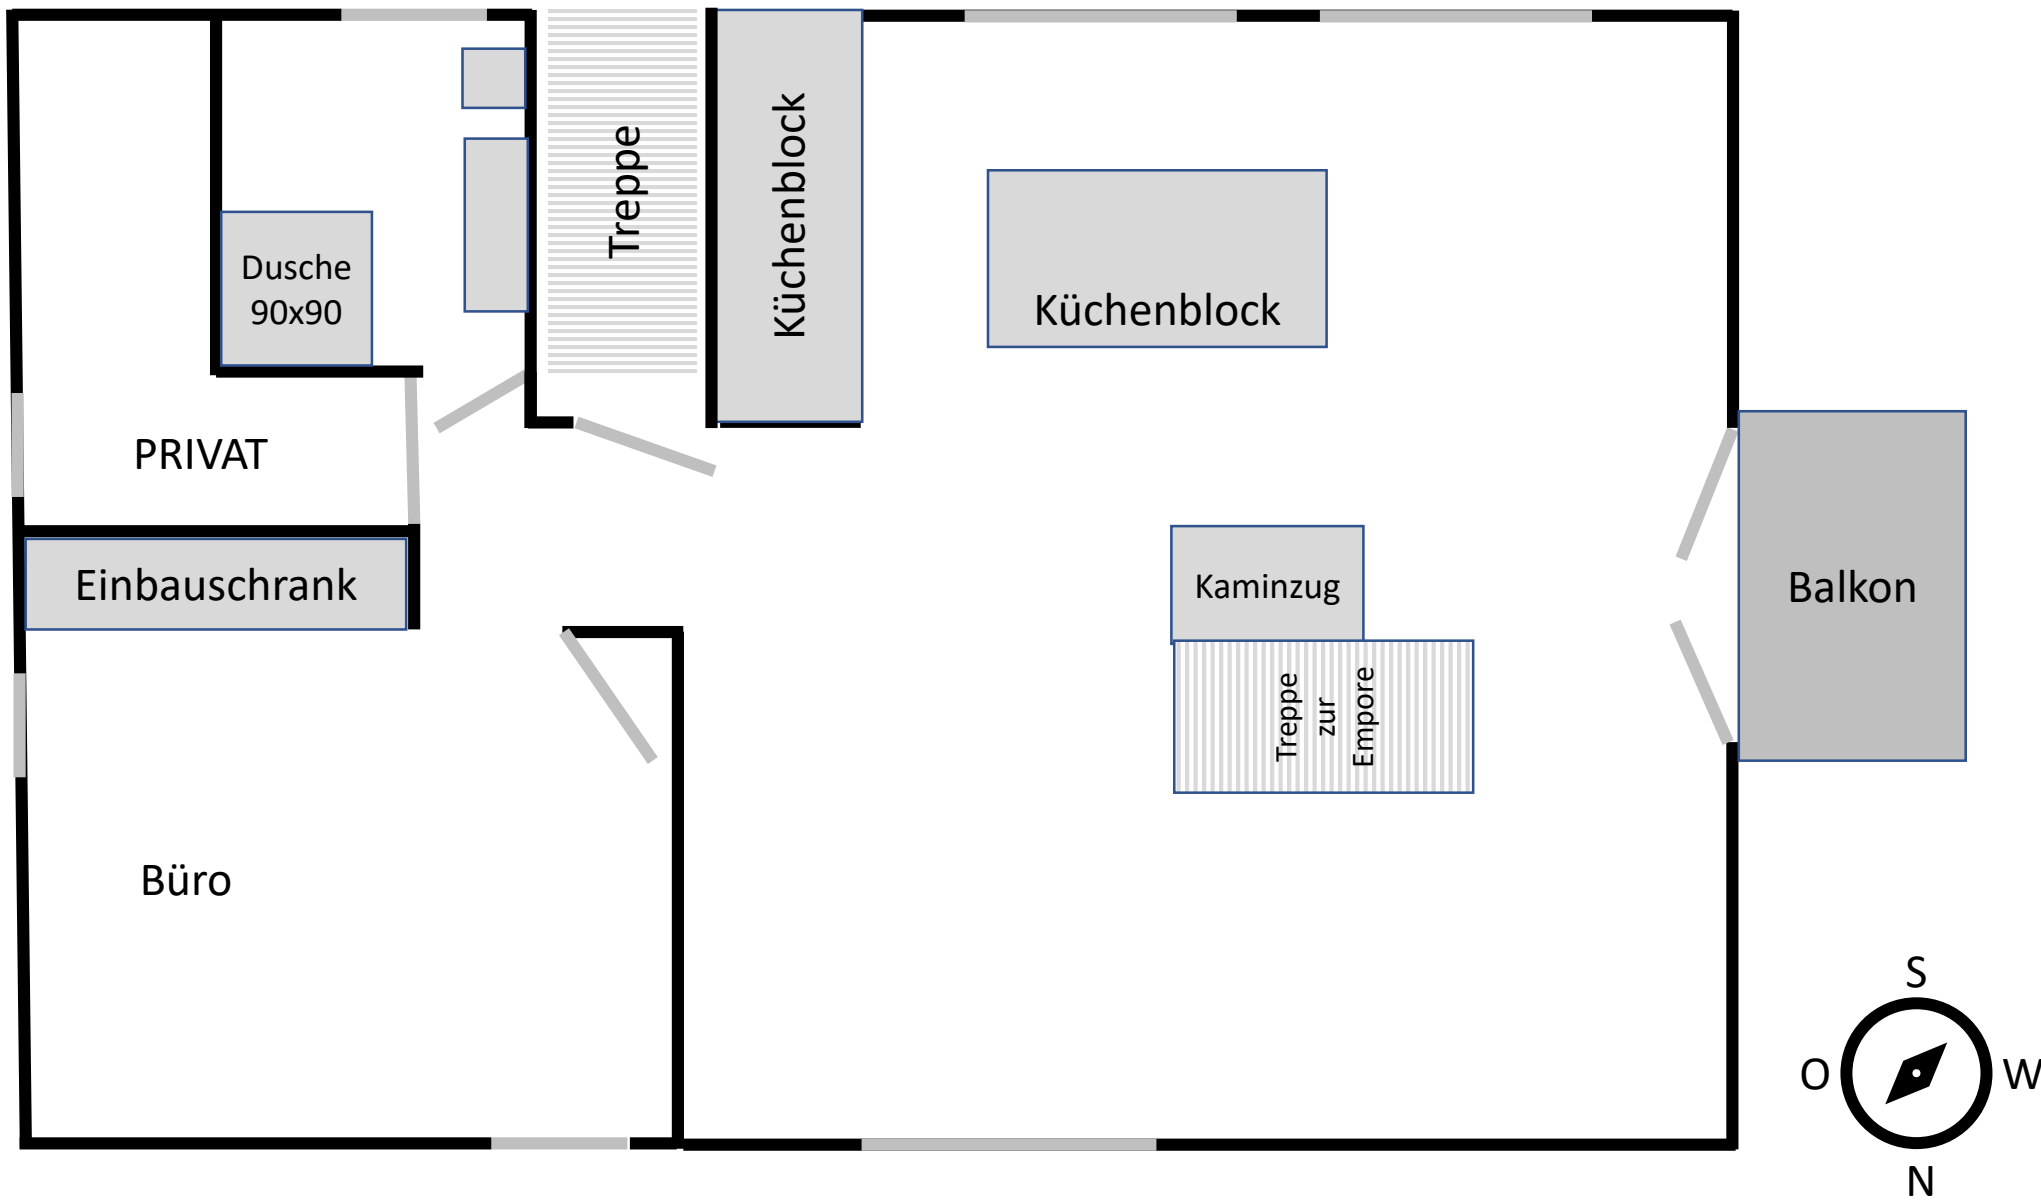 Treppe
Küchenblock
Dusche
90x90
Küchenblock
PRIVAT
Einbauschrank
Kaminzug
Balkon
Treppe
zur
Empore
Büro
S
O
W
N